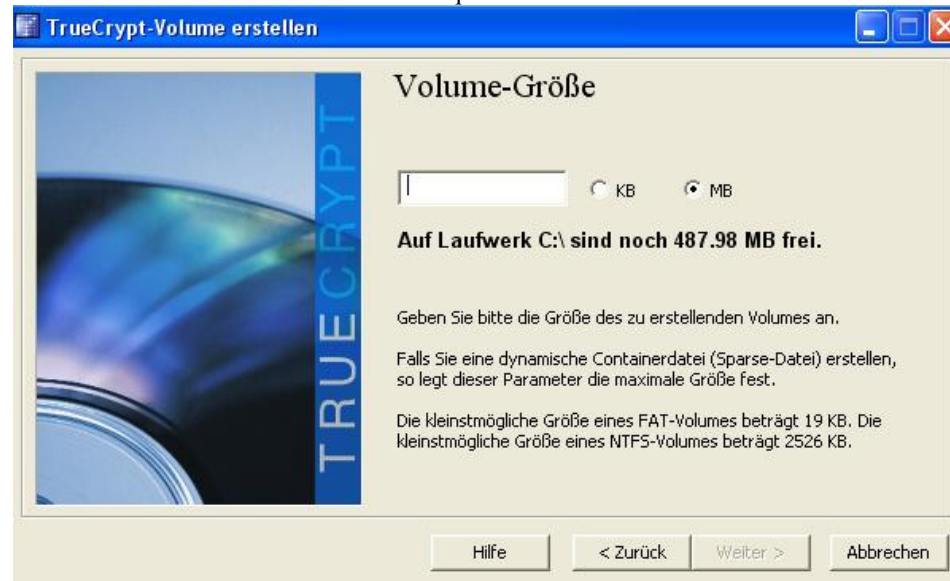 TrueCrypt-Volume erstellen
TRUECRYPT
Volume-Größe
KB MB
Auf Laufwerk C:\ sind noch 487.98 MB frei.
Geben Sie bitte die Größe des zu erstellenden Volumes an.
Falls Sie eine dynamische Containerdatei (Sparse-Datei) erstellen,
so legt dieser Parameter die maximale Größe fest.
Die kleinstmögliche Größe eines FAT-Volumes beträgt 19 KB. Die
kleinstmögliche Größe eines NTFS-Volumes beträgt 2526 KB.
Hilfe < Zurück Weiter > Abbrechen